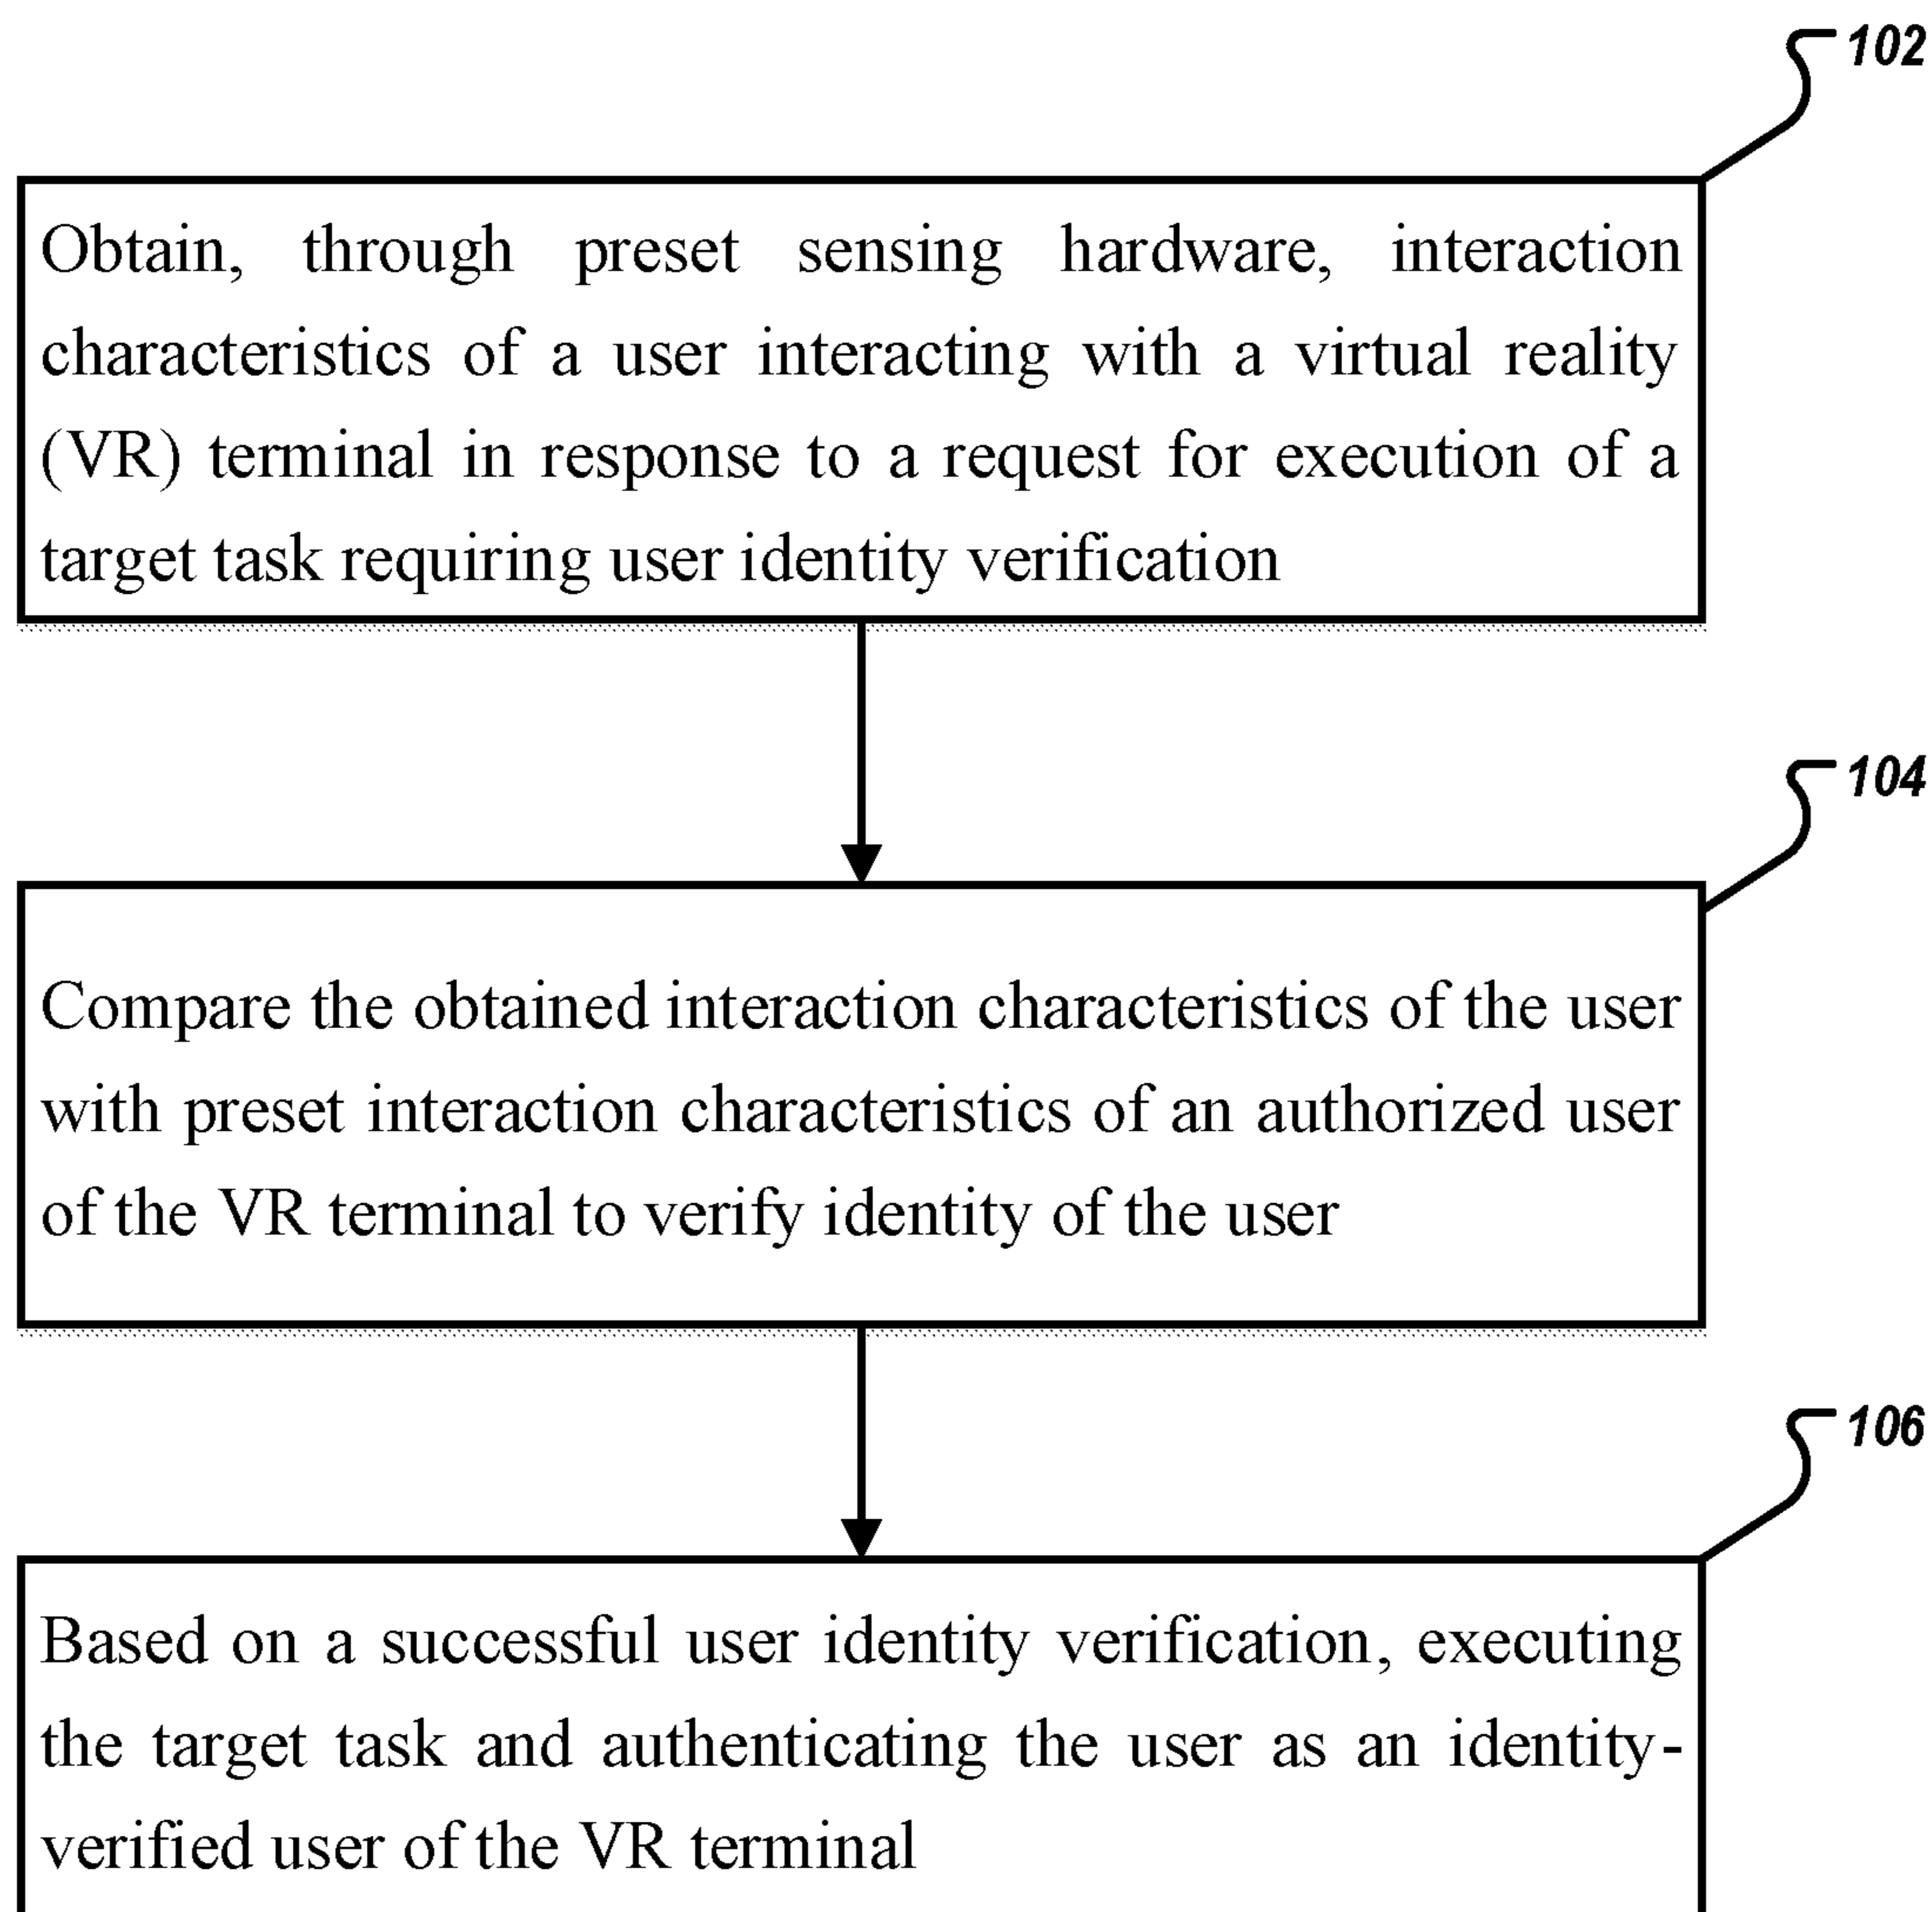 102
Obtain, through preset sensing hardware, interaction
characteristics of a user interacting with a virtual reality
(VR) terminal in response to a request for execution of a
target task requiring user identity verification
104
Compare the obtained interaction characteristics of the user
with preset interaction characteristics of an authorized user
of the VR terminal to verify identity of the user
106
Based on a successful user identity verification, executing
the target task and authenticating the user as an identity-
verified user of the VR terminal